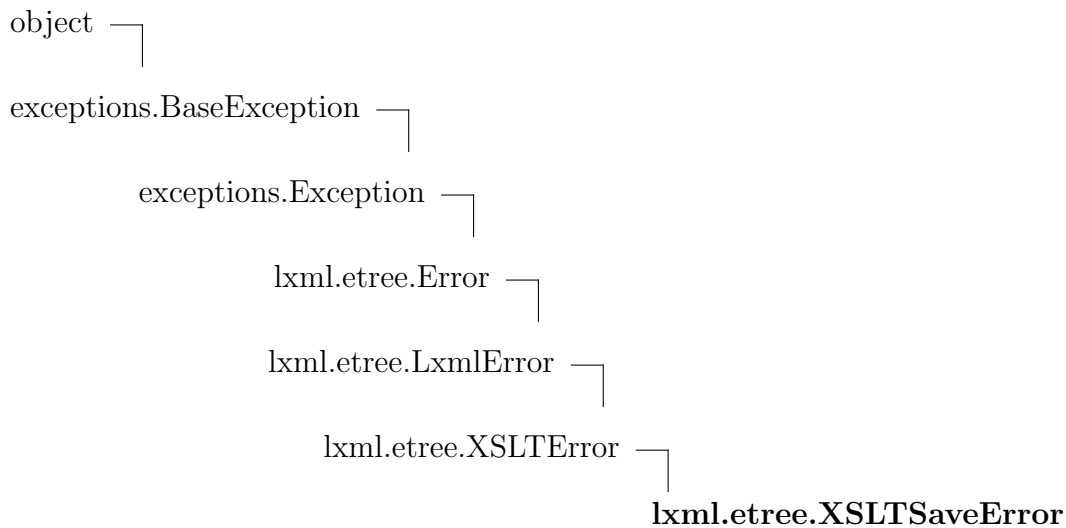 object
exceptions.BaseException
exceptions.Exception
lxml.etree.Error
lxml.etree.LxmlError
lxml.etree.XSLTError
lxml.etree.XSLTSaveError